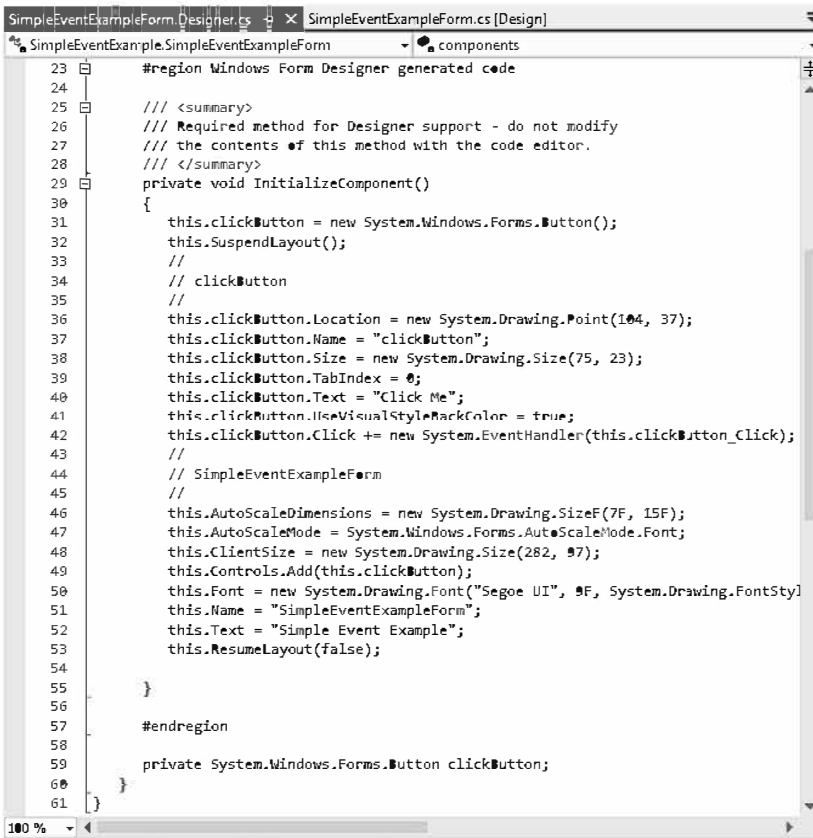 SimpleEventExampleForm.Designer.cs SimpleEventExampleForm.cs [Design]
SimpleEventExample.SimpleEventExampleForm components
23 #region Windows Form Designer generated code
24
25 /// <summary>
26 /// Required method for Designer support - do not modify
27 /// the contents of this method with the code editor.
28 /// </summary>
29 private void InitializeComponent()
30 {
31 this.clickButton = new System.Windows.Forms.Button();
32 this.SuspendLayout();
33 //
34 // clickButton
35 //
36 this.clickButton.Location = new System.Drawing.Point(104, 37);
37 this.clickButton.Name = "clickButton";
38 this.clickButton.Size = new System.Drawing.Size(75, 23);
39 this.clickButton.TabIndex = 0;
40 this.clickButton.Text = "Click Me";
41 this.clickButton.UseVisualStyleBackColor = true;
42 this.clickButton.Click += new System.EventHandler(this.clickButton_Click);
43 //
44 // SimpleEventExampleForm
45 //
46 this.AutoScaleDimensions = new System.Drawing.SizeF(7F, 15F);
47 this.AutoScaleMode = System.Windows.Forms.AutoScaleMode.Font;
48 this.ClientSize = new System.Drawing.Size(282, 97);
49 this.Controls.Add(this.clickButton);
50 this.Font = new System.Drawing.Font("Segoe UI", 9F, System.Drawing.FontStyl
51 this.Name = "SimpleEventExampleForm";
52 this.Text = "Simple Event Example";
53 this.ResumeLayout(false);
54
55 }
56
57 #endregion
58
59 private System.Windows.Forms.Button clickButton;
60 }
61 }
100 %